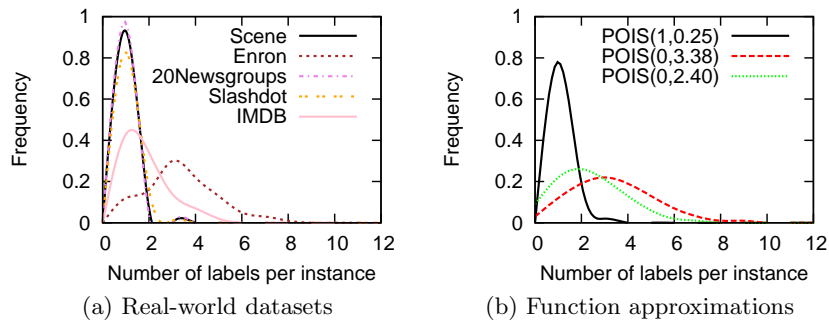 1
0.8
0.6
0.4
0.2
0
0 2 4 6 8 10 12
Frequency
Number of labels per instance
Scene
Enron
20Newsgroups
Slashdot
IMDB
(a) Real-world datasets
1
0.8
0.6
0.4
0.2
0
0 2 4 6 8 10 12
Frequency
Number of labels per instance
POIS(1,0.25)
POIS(0,3.38)
POIS(0,2.40)
(b) Function approximations